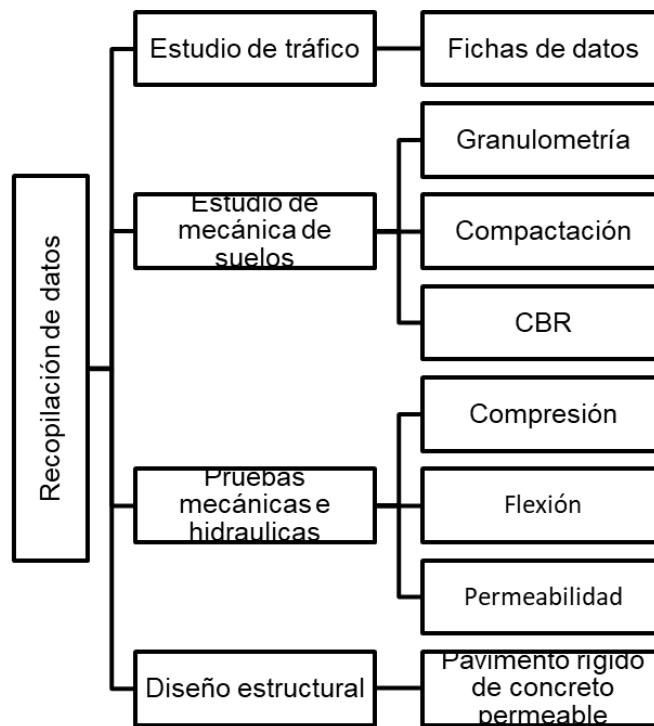 Recopilación de datos
Estudio de tráfico
Fichas de datos
Estudio de
mecánica de
suelos
Granulometría
Compactación
CBR
Pruebas
mecánicas e
hidraulicas
Compresión
Flexión
Permeabilidad
Diseño estructural
Pavimento rígido
de concreto
permeable